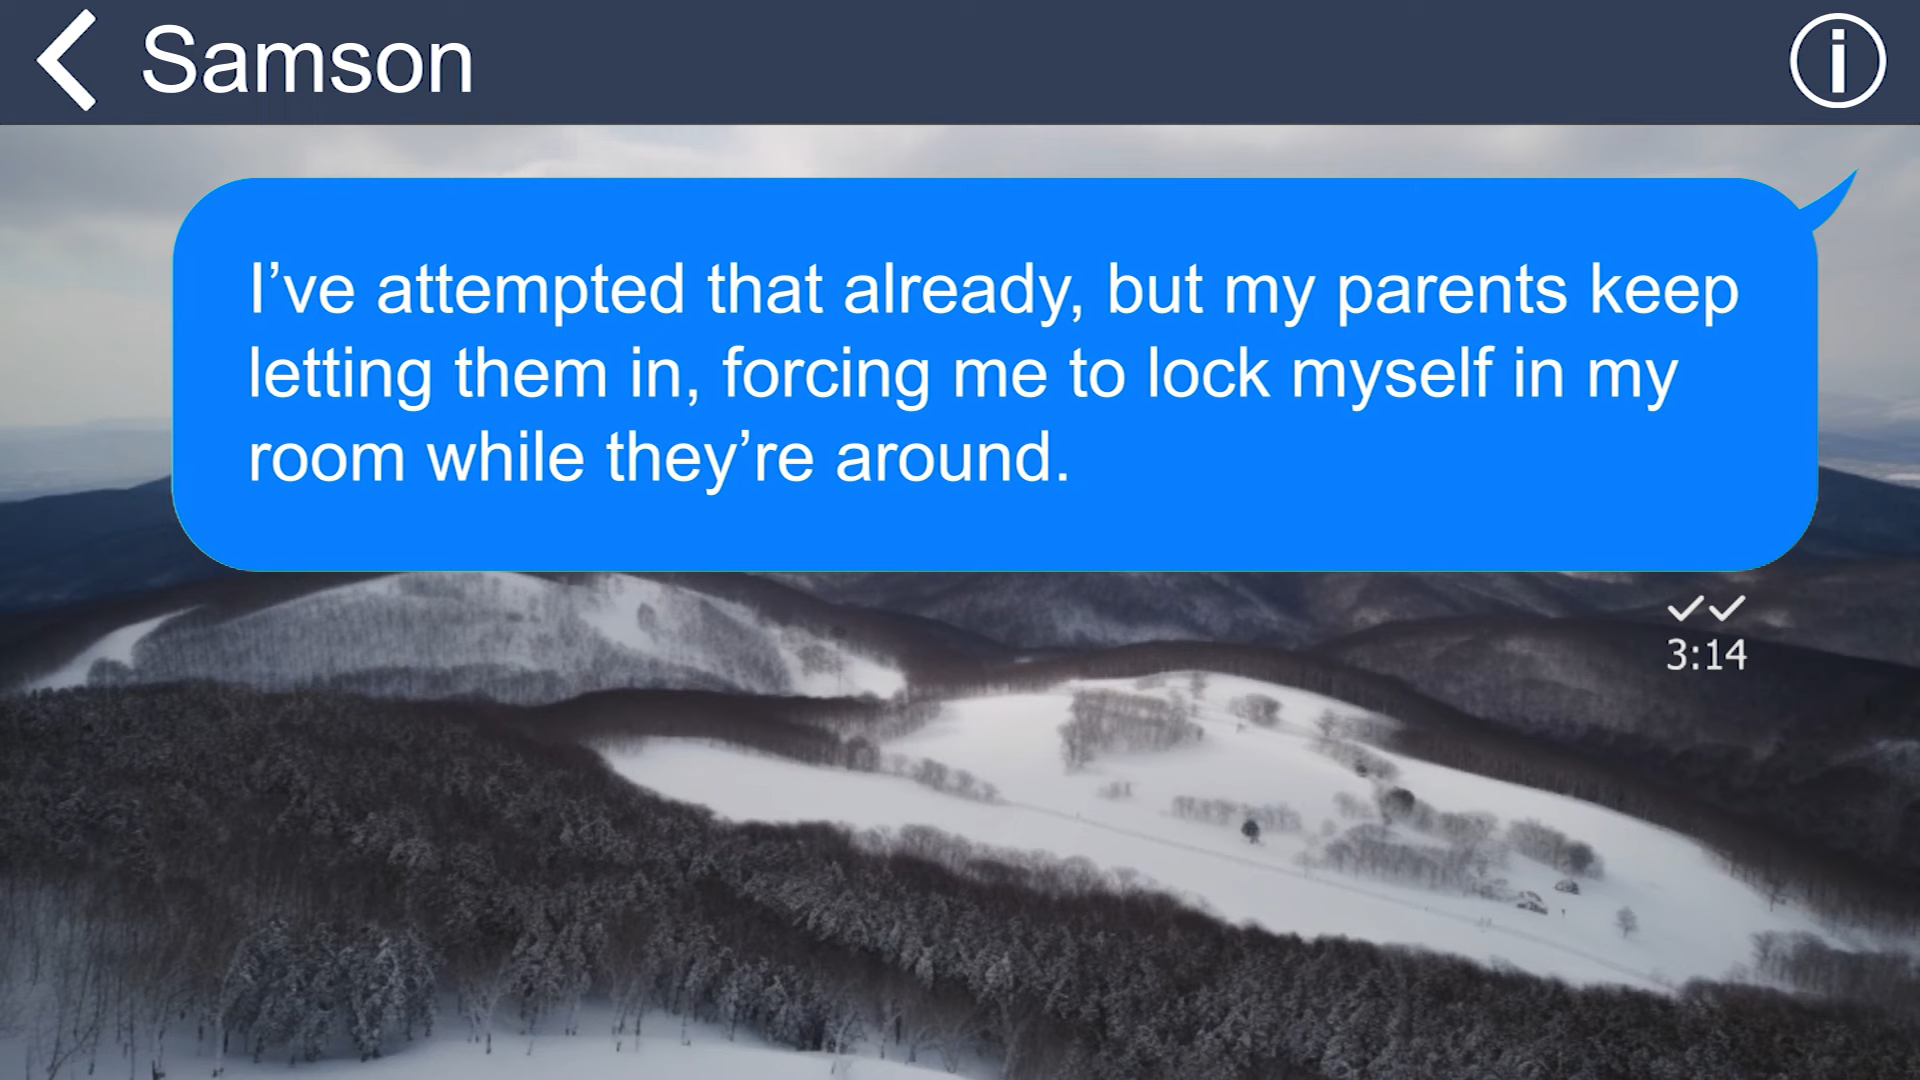 Samson
I’ve attempted that already, but my parents keep
letting them in, forcing me to lock myself in my
room while they’re around.
3:14